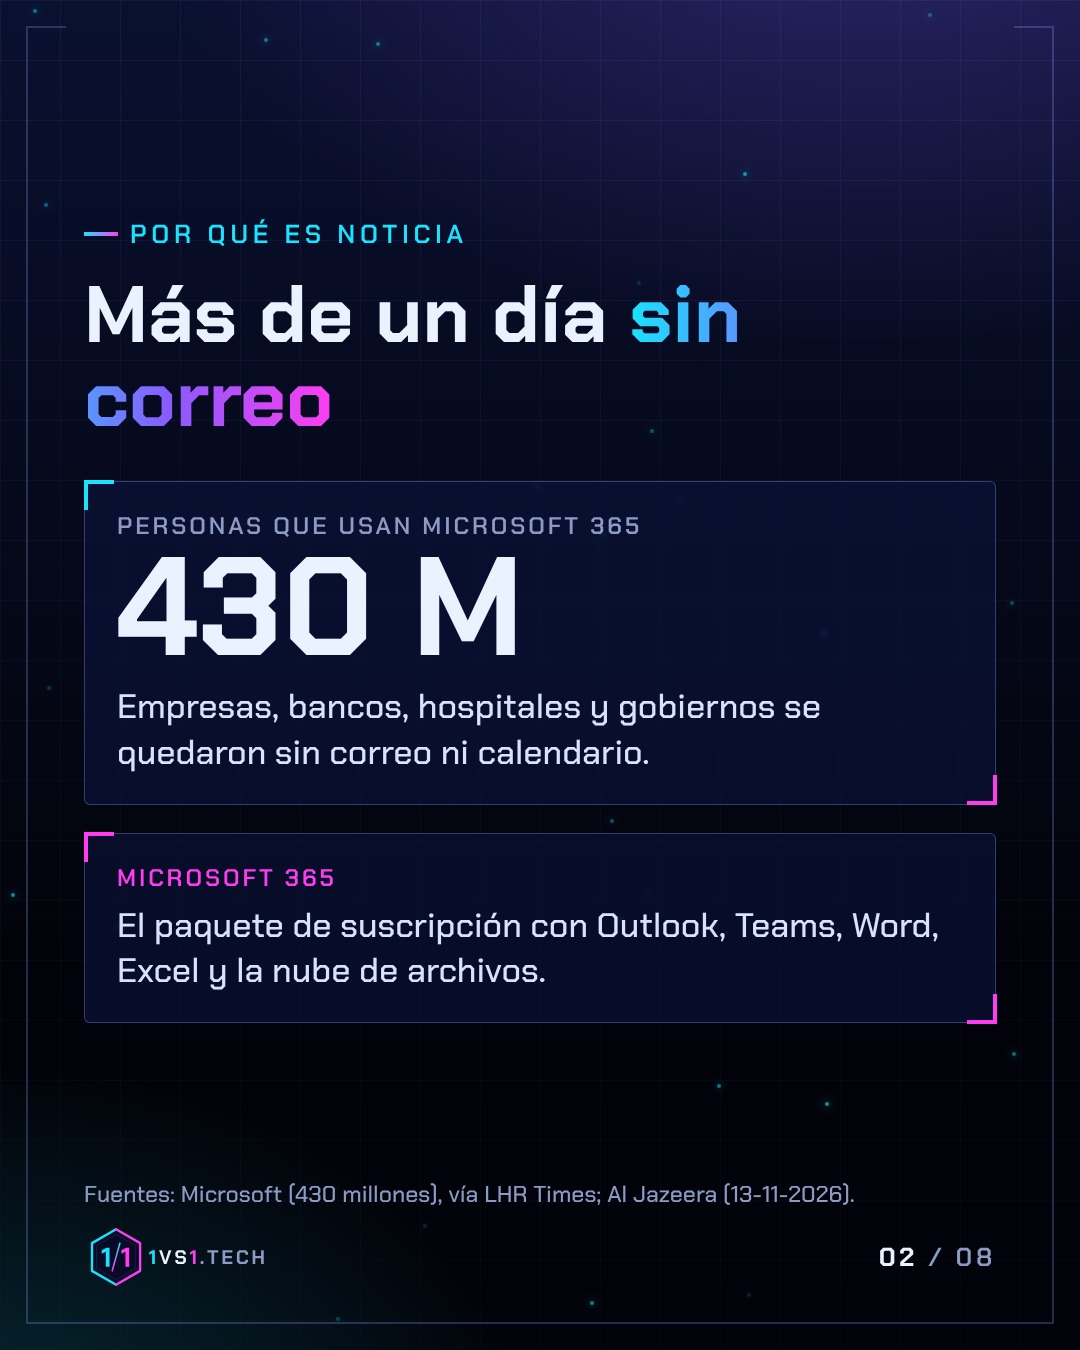 POR QUÉ ES NOTICIA
Más de un día sin
correo
PERSONAS QUE USAN MICROSOFT 365
430 M
Empresas, bancos, hospitales y gobiernos se
quedaron sin correo ni calendario.
MICROSOFT 365
El paquete de suscripción con Outlook, Teams, Word,
Excel y la nube de archivos.
Fuentes: Microsoft (430 millones), vía LHR Times; Al Jazeera (13-11-2026).
1/1 1VS1.TECH
02 / 08